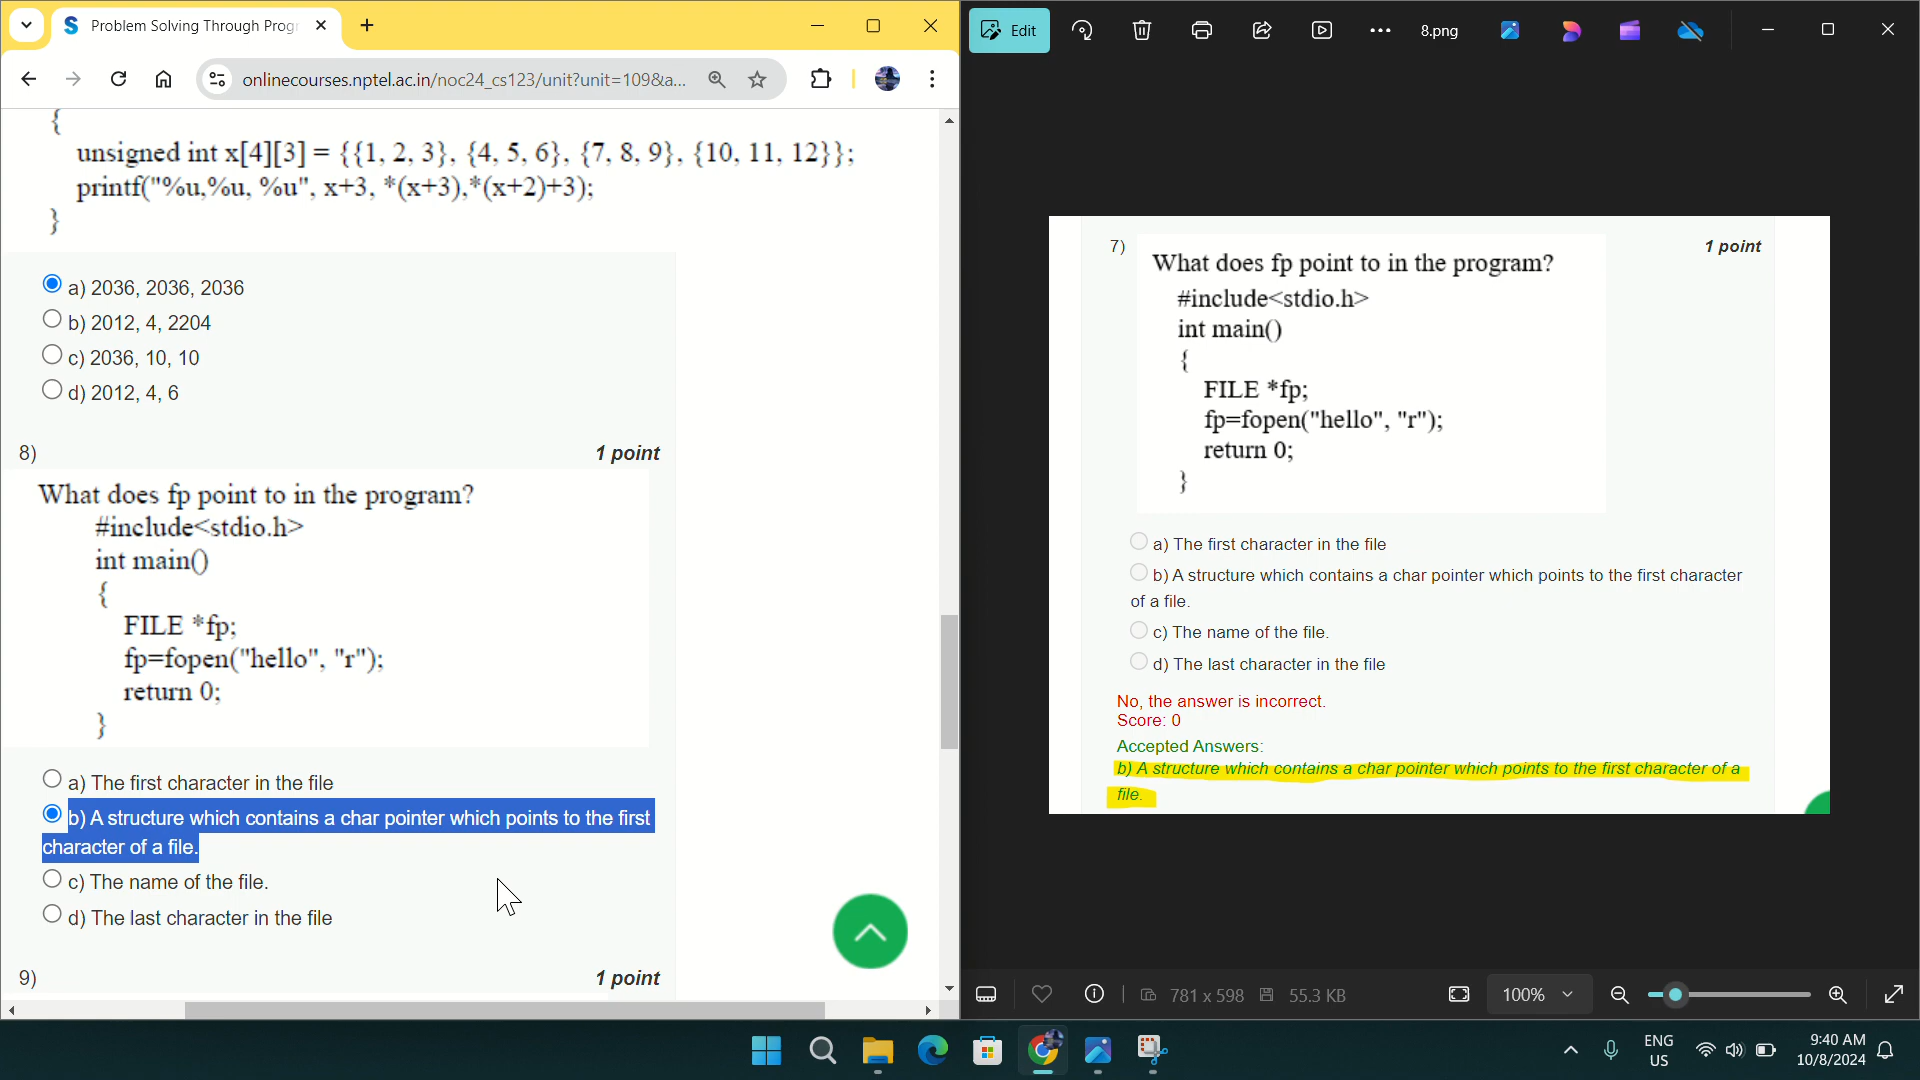 Problem Solving Through Progr
onlinecourses.nptel.ac.in/noc24_cs123/unit?unit=109&a...
{
unsigned int x[4][3] = {{1, 2, 3}, {4, 5, 6}, {7, 8, 9}, {10, 11, 12}};
printf("%u,%u, %u", x+3, *(x+3),*(x+2)+3);
}
a) 2036, 2036, 2036
b) 2012, 4, 2204
c) 2036, 10, 10
d) 2012, 4, 6
8)
1 point
What does fp point to in the program?
#include<stdio.h>
int main()
{
FILE *fp;
fp=fopen("hello", "r");
return 0;
}
a) The first character in the file
b) A structure which contains a char pointer which points to the first
character of a file.
c) The name of the file.
d) The last character in the file
9)
1 point
Edit
8.png
7)
1 point
What does fp point to in the program?
#include<stdio.h>
int main()
{
FILE *fp;
fp=fopen("hello", "r");
return 0;
}
a) The first character in the file
b) A structure which contains a char pointer which points to the first character
of a file.
c) The name of the file.
d) The last character in the file
No, the answer is incorrect.
Score: 0
Accepted Answers:
b) A structure which contains a char pointer which points to the first character of a
file.
781 x 598
55.3 KB
100%
ENG
US
9:40 AM
10/8/2024